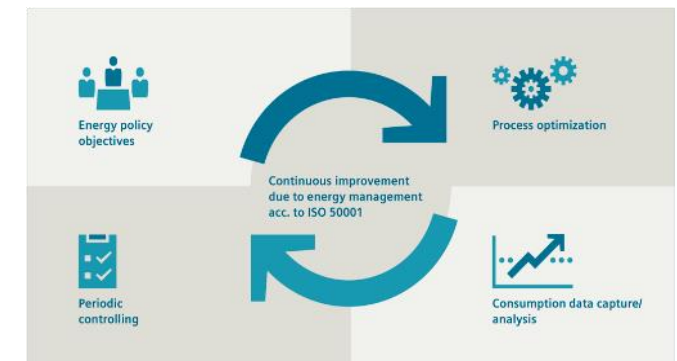 Energy policy
objectives
Process optimization
Continuous improvement
due to energy management
acc. to ISO 50001
Periodic
controlling
Consumption data capture/
analysis